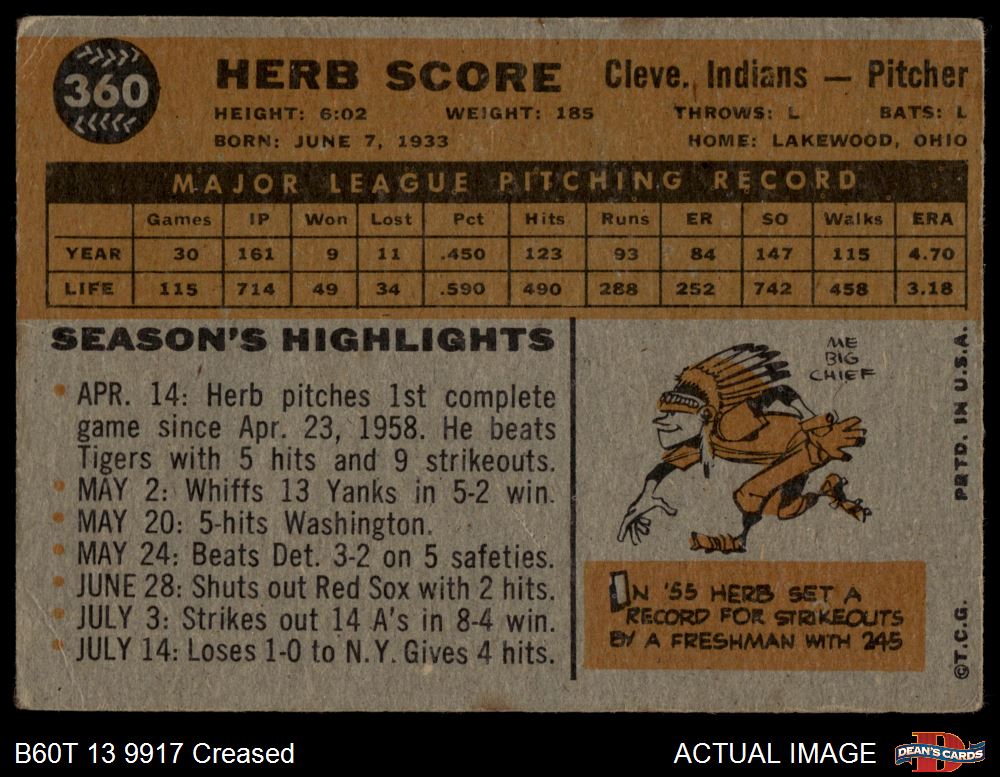 360
HERB SCORE
Cleve. Indians — Pitcher
HEIGHT: 6:02 WEIGHT: 185 THROWS: L BATS: L
BORN: JUNE 7, 1933 HOME: LAKEWOOD, OHIO
MAJOR LEAGUE PITCHING RECORD
Games IP Won Lost Pct Hits Runs ER SO Walks ERA
YEAR 30 161 9 11 .450 123 93 84 147 115 4.70
LIFE 115 714 49 34 .590 490 288 252 742 458 3.18
SEASON'S HIGHLIGHTS
• APR. 14: Herb pitches 1st complete
game since Apr. 23, 1958. He beats
Tigers with 5 hits and 9 strikeouts.
• MAY 2: Whiffs 13 Yanks in 5-2 win.
• MAY 20: 5-hits Washington.
• MAY 24: Beats Det. 3-2 on 5 safeties.
• JUNE 28: Shuts out Red Sox with 2 hits.
• JULY 3: Strikes out 14 A's in 8-4 win.
• JULY 14: Loses 1-0 to N.Y. Gives 4 hits.
ME
BIG
CHIEF
IN '55 HERB SET A
RECORD FOR STRIKEOUTS
BY A FRESHMAN WITH 245
©T.C.G. PRTD. IN U.S.A.
B60T 13 9917 Creased
ACTUAL IMAGE
D
DEAN'S CARDS